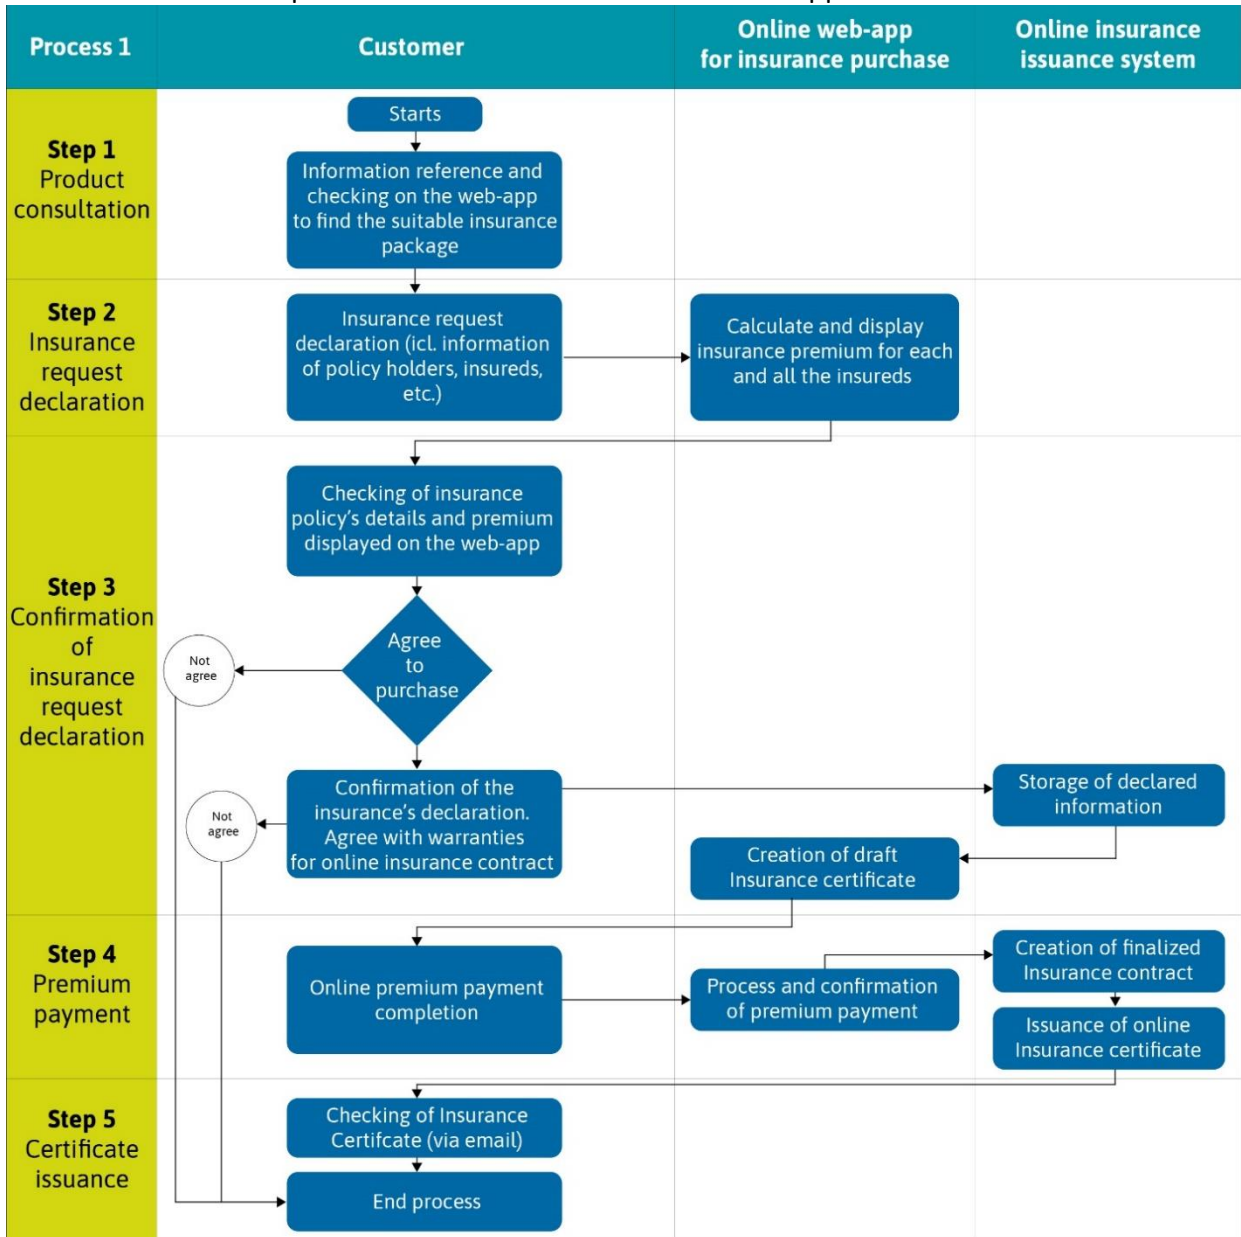 Process 1
Customer
Online web-app
for insurance purchase
Online insurance
issuance system
Step 1
Product
consultation
Starts
Information reference and
checking on the web-app
to find the suitable insurance
package
Step 2
Insurance
request
declaration
Insurance request
declaration (icl. information
of policy holders, insureds,
etc.)
Calculate and display
insurance premium for each
and all the insureds
Step 3
Confirmation
of
insurance
request
declaration
Checking of insurance
policy's details and premium
displayed on the web-app
Agree
to
purchase
Not
agree
Confirmation of the
insurance's declaration.
Agree with warranties
for online insurance contract
Not
agree
Storage of declared
information
Creation of draft
Insurance certificate
Step 4
Premium
payment
Online premium payment
completion
Process and confirmation
of premium payment
Creation of finalized
Insurance contract
Issuance of online
Insurance certificate
Step 5
Certificate
issuance
Checking of Insurance
Certifcate (via email)
End process